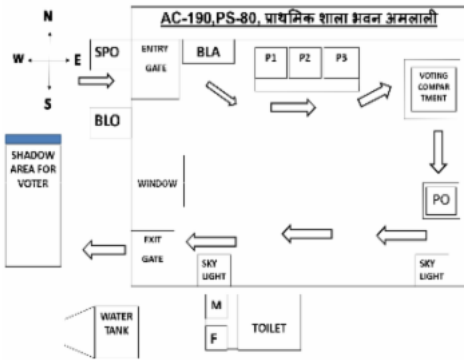 AC-190,PS-80, प्राथमिक शाला भवन अमलाली
N
W E
S
SPO
ENTRY
GATE
BLA
P1 P2 P3
VOTING
COMPAR
TMENT
BLO
SHADOW
AREA FOR
VOTER
WINDOW
PO
EXIT
GATE
SKY
LIGHT
SKY
LIGHT
WATER
TANK
M
F
TOILET